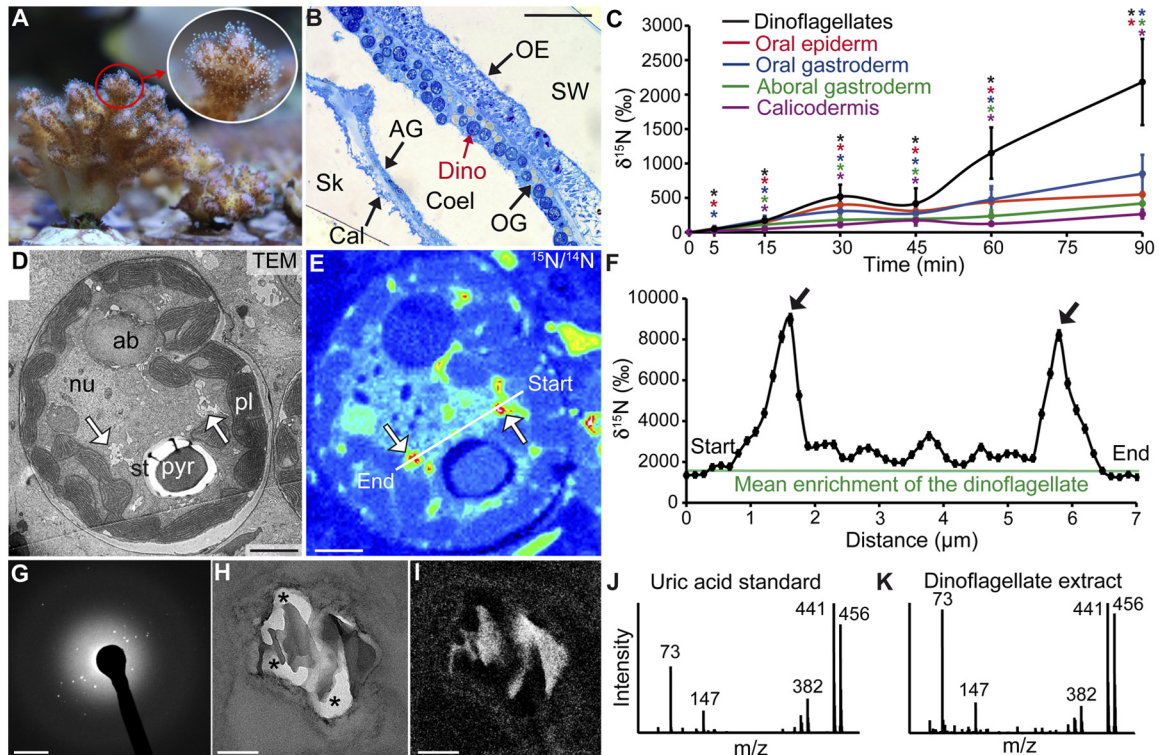 A
B
OE
SW
AG
Dino
Sk
Coel
Cal
OG
C
3000
2500
2000
1500
1000
500
0
δ¹⁵N (‰)
Dinoflagellates
Oral epiderm
Oral gastroderm
Aboral gastroderm
Calicodermis
* * * * * *
* * * * * *
* * * * * *
* * * * *
* * * *
0 5 15 30 45 60 75 90
Time (min)
D
TEM
ab
nu
pl
st
pyr
E
¹⁵N/¹⁴N
Start
End
F
10000
8000
6000
4000
2000
0
δ¹⁵N (‰)
Start
End
Mean enrichment of the dinoflagellate
0 1 2 3 4 5 6 7
Distance (µm)
G
H
*
*
*
I
J
Uric acid standard
Intensity
73
147
382
441
456
m/z
K
Dinoflagellate extract
73
147
382
441
456
m/z